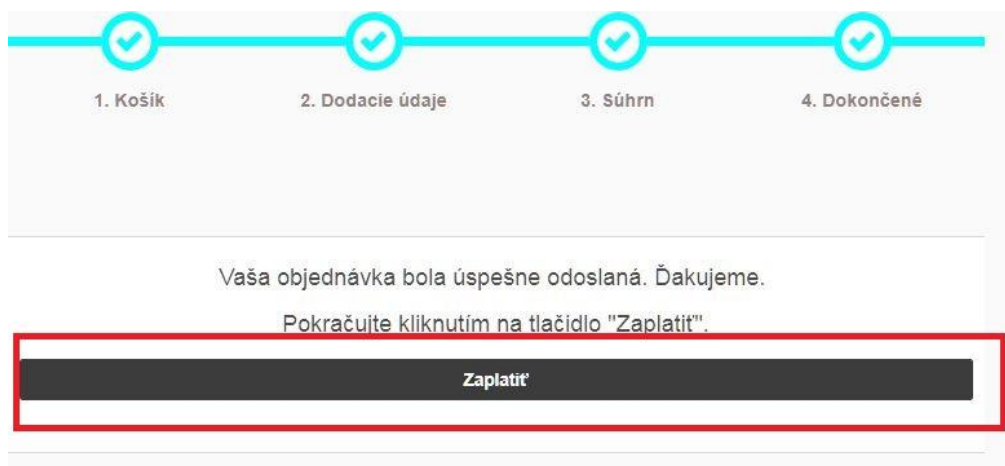 1. Košík 2. Dodacie údaje 3. Súhrn 4. Dokončené
Vaša objednávka bola úspešne odoslaná. Ďakujeme.
Pokračujte kliknutím na tlačidlo "Zaplatiť".
Zaplatiť